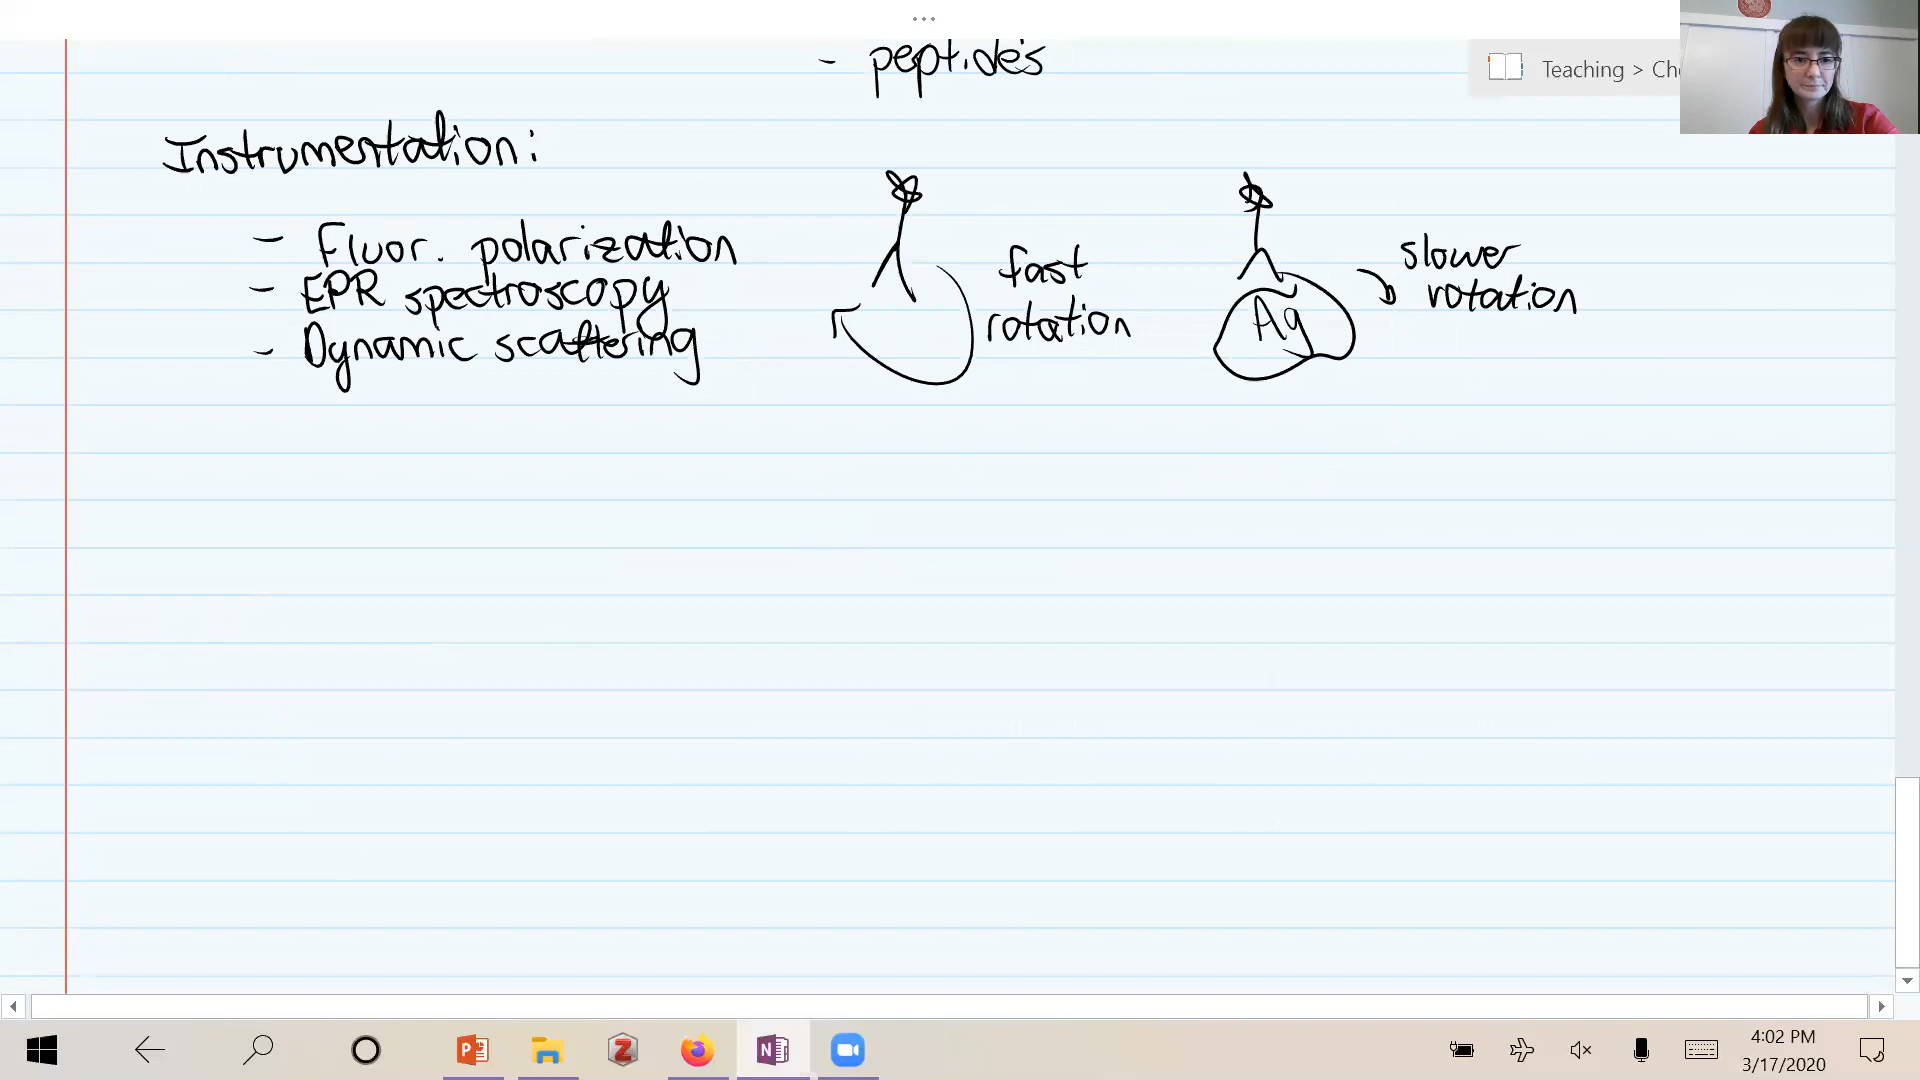 - peptides
Teaching > Ch
Instrumentation:
- Fluor. polarization
- EPR spectroscopy
- Dynamic scattering
fast
rotation
Ag
slower
rotation
4:02 PM
3/17/2020